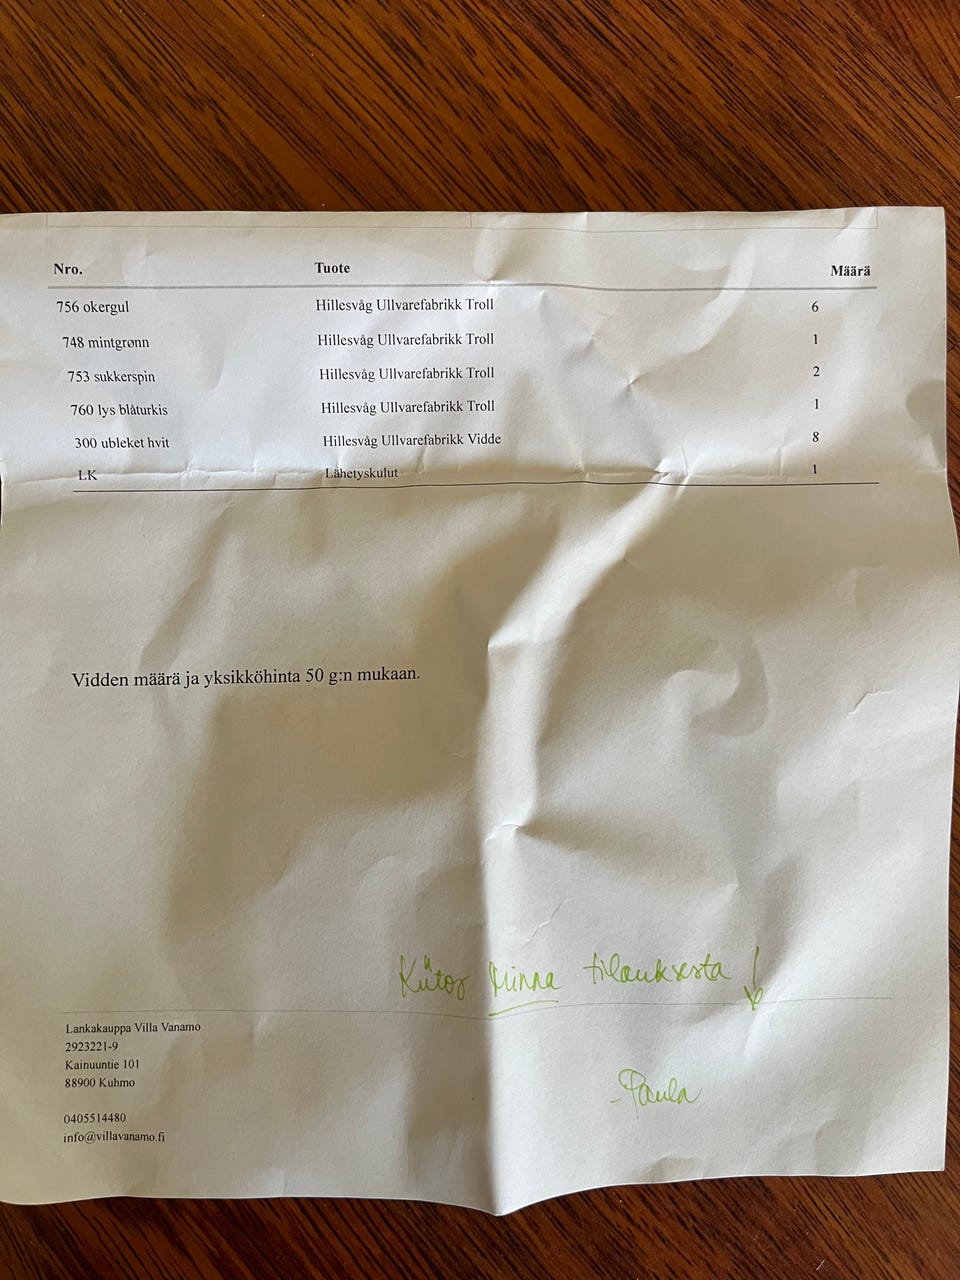 Nro. Tuote Määrä
756 okergul Hillesvåg Ullvarefabrikk Troll 6
748 mintgrønn Hillesvåg Ullvarefabrikk Troll 1
753 sukkerspin Hillesvåg Ullvarefabrikk Troll 2
760 lys blåturkis Hillesvåg Ullvarefabrikk Troll 1
300 ubleket hvit Hillesvåg Ullvarefabrikk Vidde 8
LK Lähetyskulut 1
Vidden määrä ja yksikköhinta 50 g:n mukaan.
Kiitos Minna tilauksesta!
- Paula
Lankakauppa Villa Vanamo
2923221-9
Kainuuntie 101
88900 Kuhmo
0405514480
info@villavanamo.fi